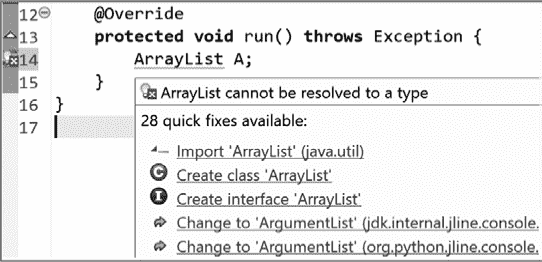 12 @Override
13 protected void run() throws Exception {
14 ArrayList A;
15 }
16 }
17
ArrayList cannot be resolved to a type
28 quick fixes available:
Import 'ArrayList' (java.util)
Create class 'ArrayList'
Create interface 'ArrayList'
Change to 'ArgumentList' (jdk.internal.jline.console.
Change to 'ArgumentList' (org.python.jline.console.